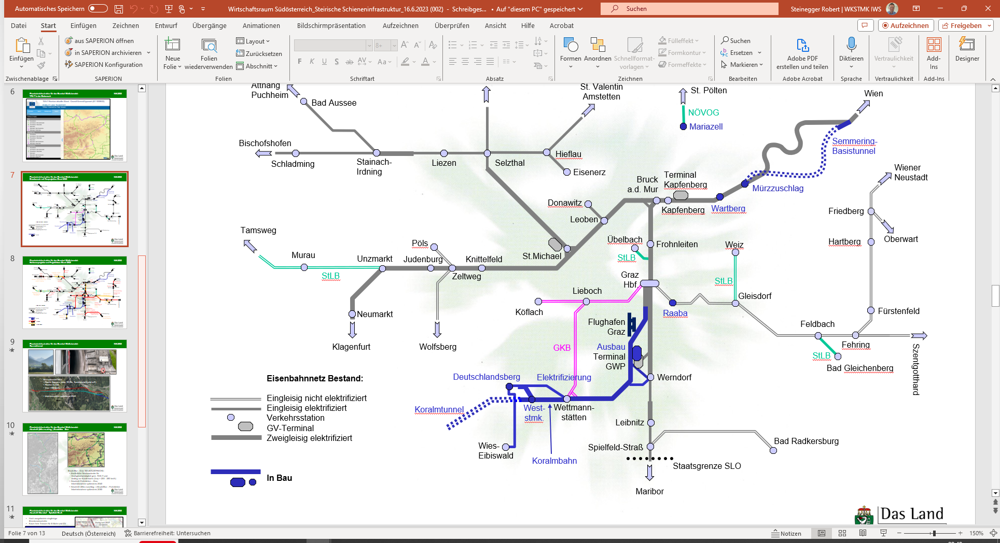 Automatisches Speichern
Wirtschaftsraum Südösterreich_Steirische Schieneninfrastruktur_16.6.2023 (002) - Schreibges... • Auf "diesem PC" gespeichert
Suchen
Steinegger Robert | WKSTMK IWS
Datei Start Einfügen Zeichnen Entwurf Übergänge Animationen Bildschirmpräsentation Aufzeichnen Überprüfen Ansicht Hilfe Acrobat
Aufzeichnen
Freigeben
Einfügen
Zwischenablage
aus SAPERION öffnen
in SAPERION archivieren
SAPERION Konfiguration
SAPERION
Neue
Folie
Folien
wiederverwenden
Layout
Zurücksetzen
Abschnitt
Folien
8+
F K U S ab AV Aa A
Schriftart
Absatz
Formen
Anordnen
Schnellformat-
vorlagen
Fülleffekt
Formkontur
Formeffekte
Zeichnen
Suchen
Ersetzen
Markieren
Bearbeiten
Adobe PDF
erstellen und teilen
Adobe Acrobat
Diktieren
Sprache
Vertraulichkeit
Vertraulichkeit
Add-
Ins
Add-Ins
Designer
6
7
8
9
10
11
Attnang
Puchheim
Bad Aussee
St. Valentin
Amstetten
St. Pölten
NÖVOG
Mariazell
Wien
Semmering-
Basistunnel
Bischofshofen
Schladming
Stainach-
Irdning
Liezen
Selzthal
Hieflau
Eisenerz
Bruck
a.d. Mur
Terminal
Kapfenberg
Kapfenberg
Wartberg
Mürzzuschlag
Wiener
Neustadt
Friedberg
Oberwart
Hartberg
Fürstenfeld
Donawitz
Leoben
St.Michael
Übelbach
StLB
Frohnleiten
Weiz
StLB
Gleisdorf
Tamsweg
Murau
StLB
Unzmarkt
Pöls
Judenburg
Zeltweg
Knittelfeld
Neumarkt
Klagenfurt
Wolfsberg
Graz
Hbf.
Lieboch
Köflach
Raaba
Flughafen
Graz
GKB
Ausbau
Terminal
GWP
Feldbach
Fehring
StLB
Bad Gleichenberg
Szentgotthard
Deutschlandsberg
Elektrifizierung
Werndorf
Koralmtunnel
West-
stmk.
Wettmann-
stätten
Leibnitz
Wies-
Eibiswald
Koralmbahn
Spielfeld-Straß
Bad Radkersburg
Staatsgrenze SLO
Maribor
Eisenbahnnetz Bestand:
Eingleisig nicht elektrifiziert
Eingleisig elektrifiziert
Verkehrsstation
GV-Terminal
Zweigleisig elektrifiziert
In Bau
Das Land
Folie 7 von 13
Deutsch (Österreich)
Barrierefreiheit: Untersuchen
Notizen
150%